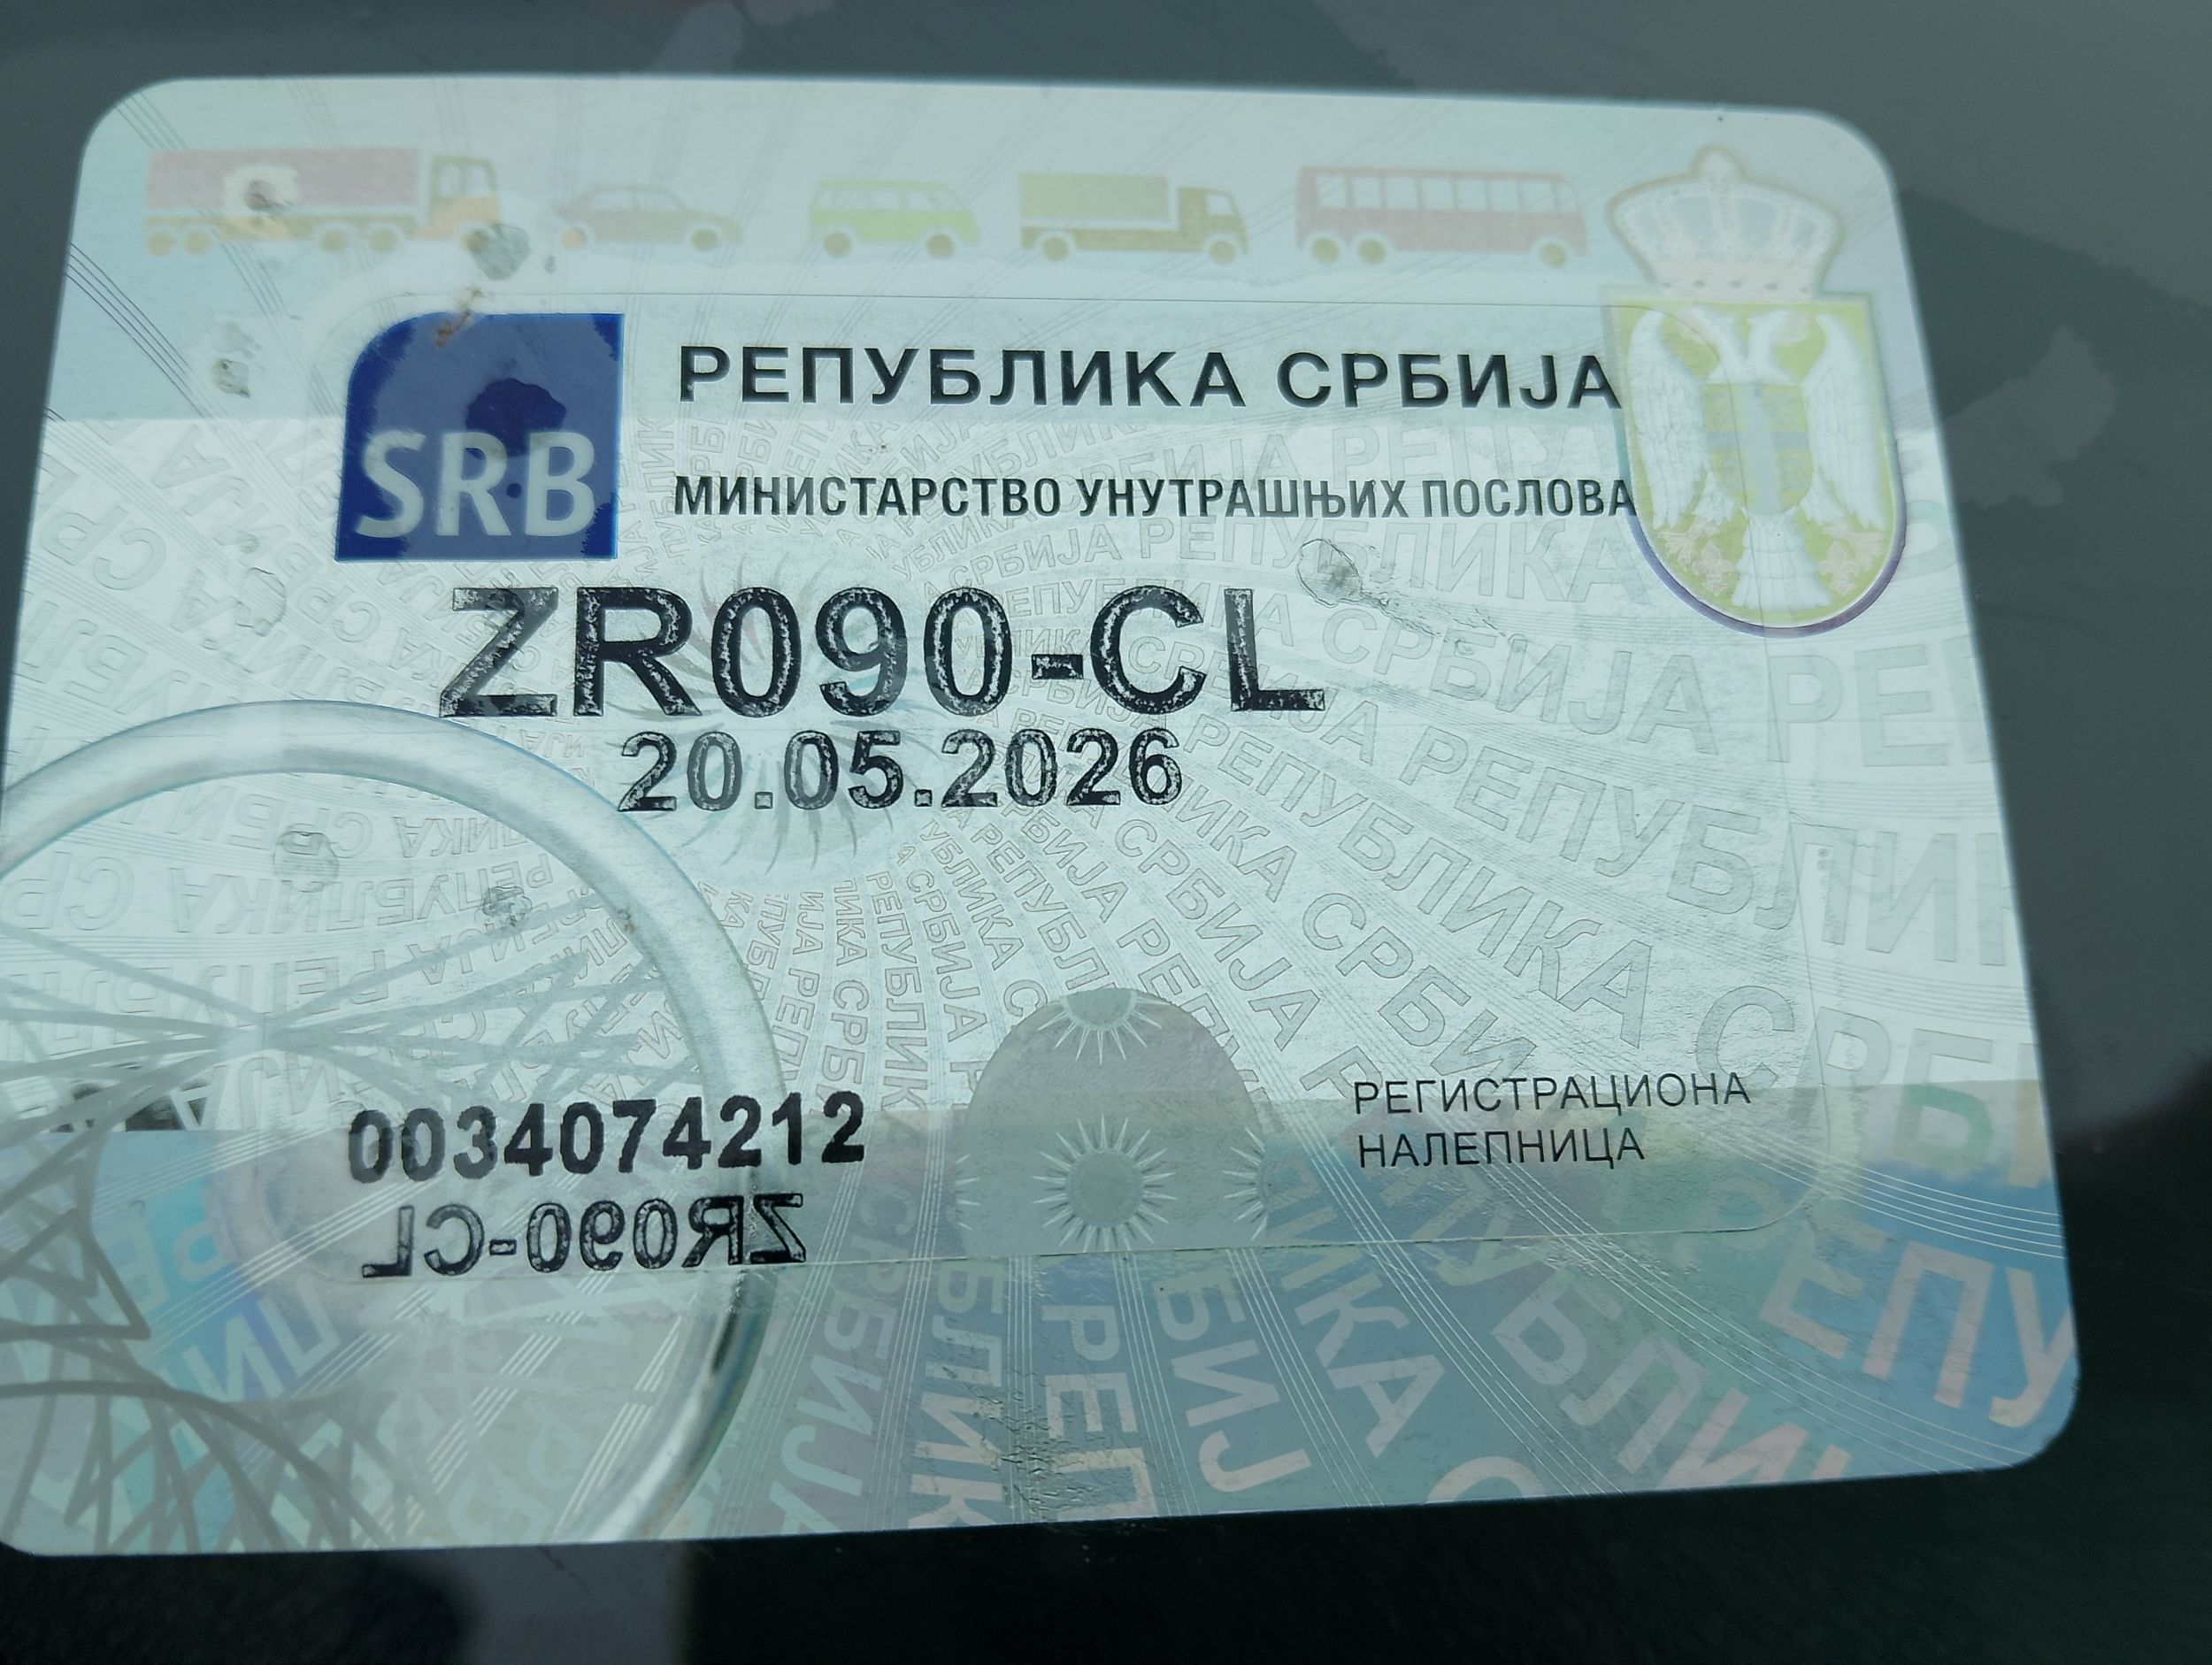 SRB
РЕПУБЛИКА СРБИЈА
МИНИСТАРСТВО УНУТРАШЊИХ ПОСЛОВА
ZR090-CL
20.05.2026
0034074212
ZR090-CL
РЕГИСТРАЦИОНА
НАЛЕПНИЦА